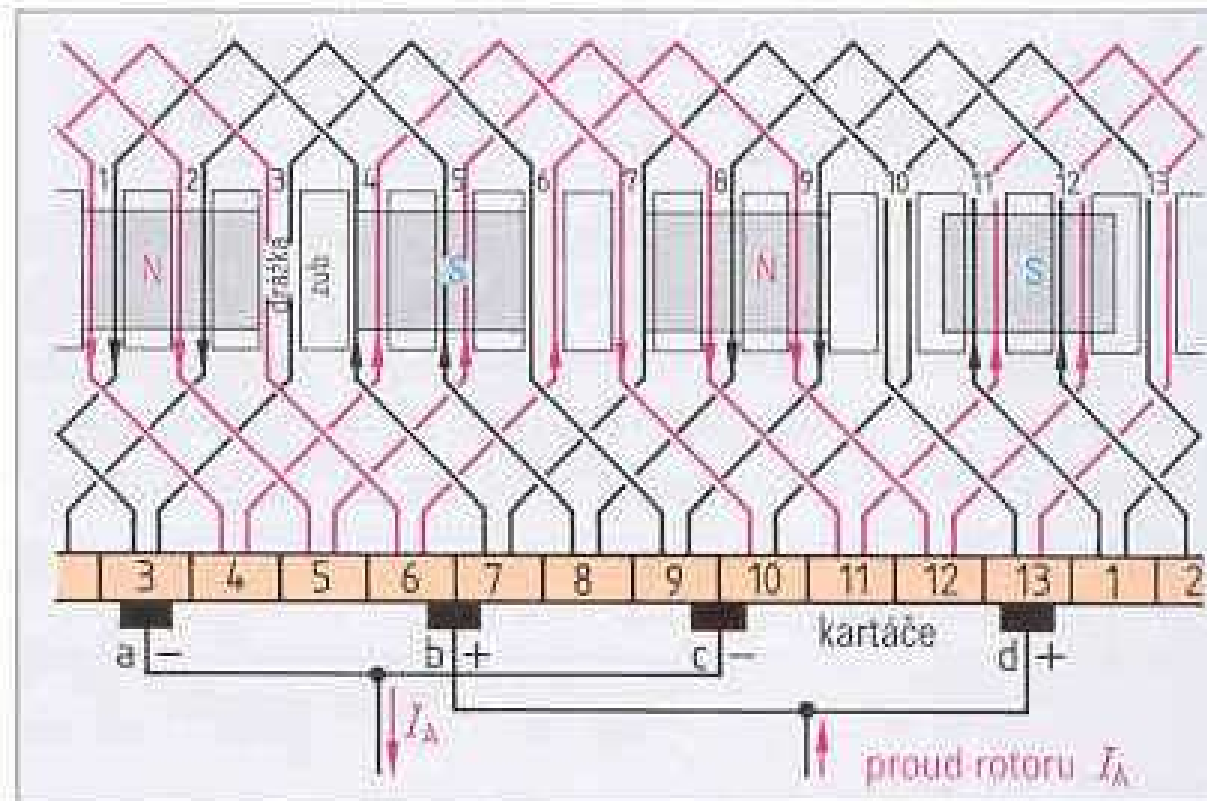 1 2 3 4 5 6 7 8 9 10 11 12 13
N drážka zub S N S
3 4 5 6 7 8 9 10 11 12 13 1 2
a − b + c − kartáče d +
I_A
proud rotoru I_A